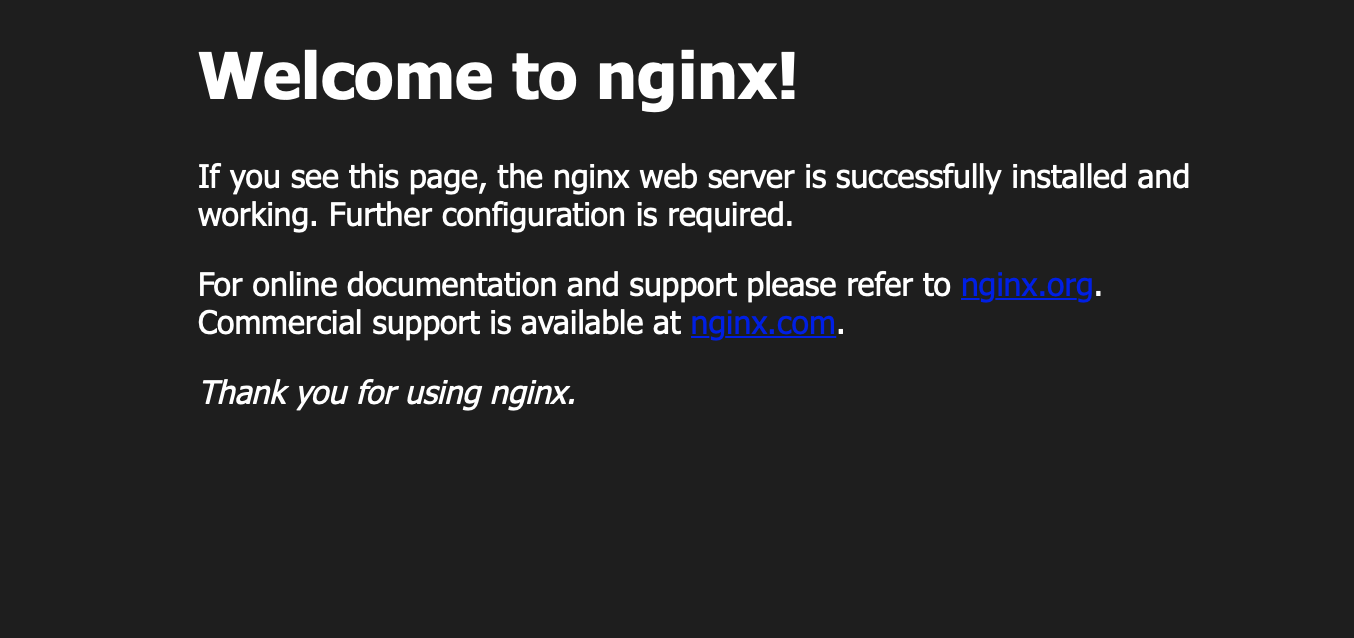 Welcome to nginx!
If you see this page, the nginx web server is successfully installed and
working. Further configuration is required.
For online documentation and support please refer to nginx.org.
Commercial support is available at nginx.com.
Thank you for using nginx.